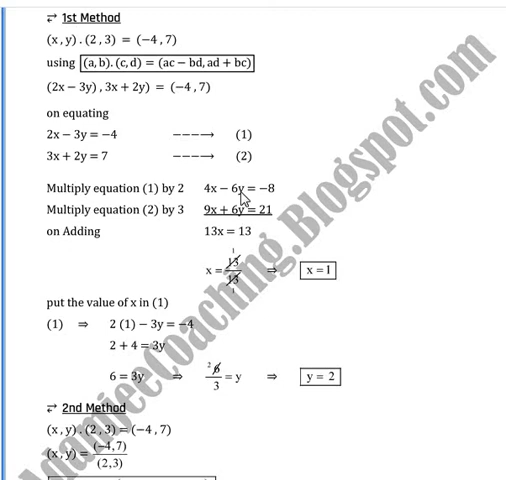 ⇄ 1st Method
(x , y) . (2 , 3) = (−4 , 7)
using (a, b). (c, d) = (ac − bd, ad + bc)
(2x − 3y) , 3x + 2y) = (−4 , 7)
on equating
2x − 3y = −4 − − − −→ (1)
3x + 2y = 7 − − − −→ (2)
Multiply equation (1) by 2 4x − 6y = −8
Multiply equation (2) by 3 9x + 6y = 21
on Adding 13x = 13
x = 13/13 (1/1) ⇒ x = 1
put the value of x in (1)
(1) ⇒ 2 (1) − 3y = −4
2 + 4 = 3y
6 = 3y ⇒ 2 6/3 = y ⇒ y = 2
⇄ 2nd Method
(x , y) . (2 , 3) = (−4 , 7)
(x , y) = (−4,7)/(2,3)
AdamjeeCoaching.Blogspot.com